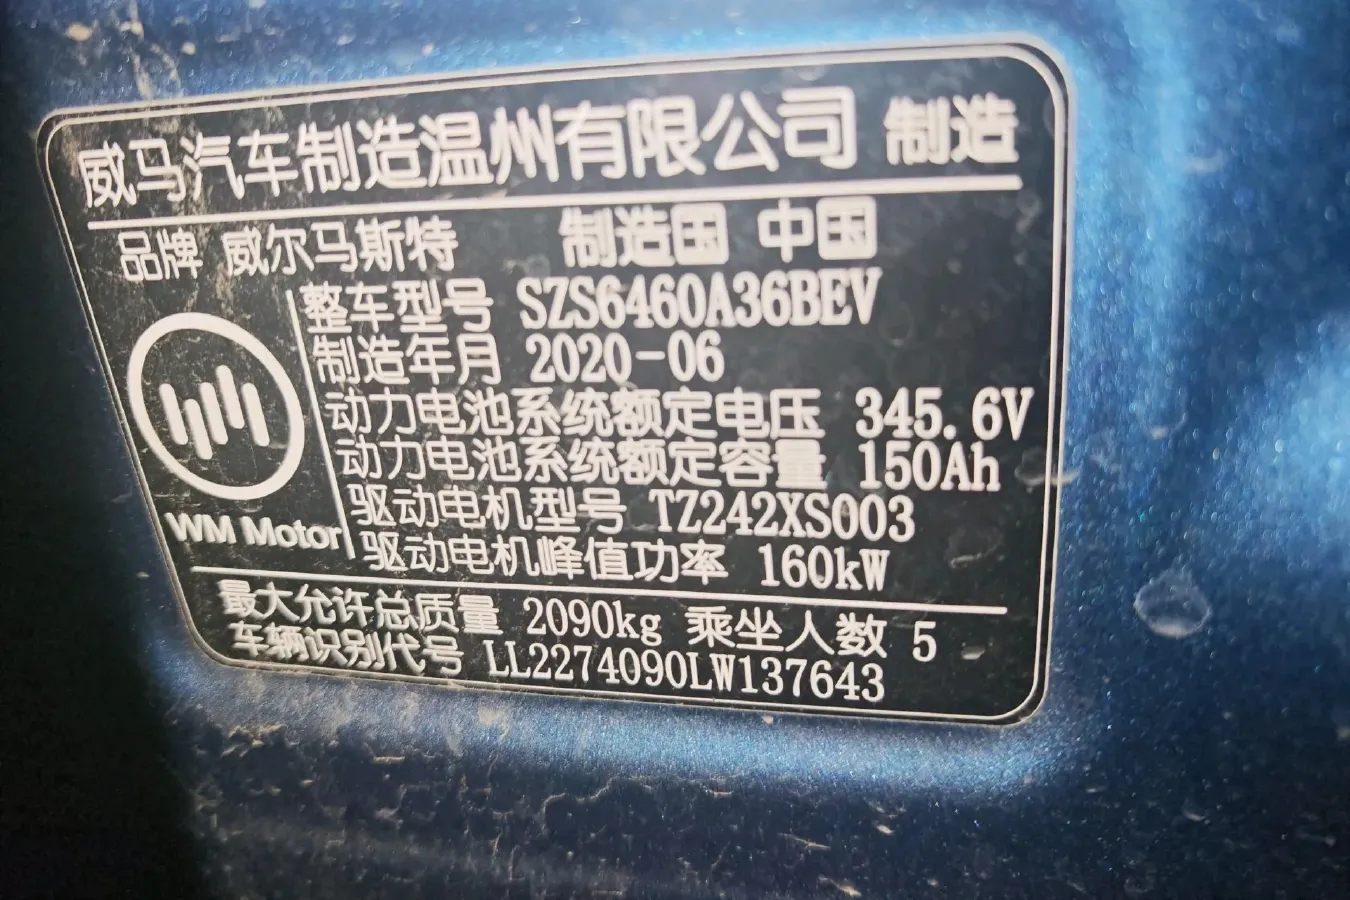 威马汽车制造温州有限公司 制造
品牌 威尔马斯特 制造国 中国
整车型号 SZS6460A36BEV
制造年月 2020-06
动力电池系统额定电压 345.6V
动力电池系统额定容量 150Ah
驱动电机型号 TZ242XS003
WM Motor
驱动电机峰值功率 160kW
最大允许总质量 2090kg 乘坐人数 5
车辆识别代号 LL2274090LW137643